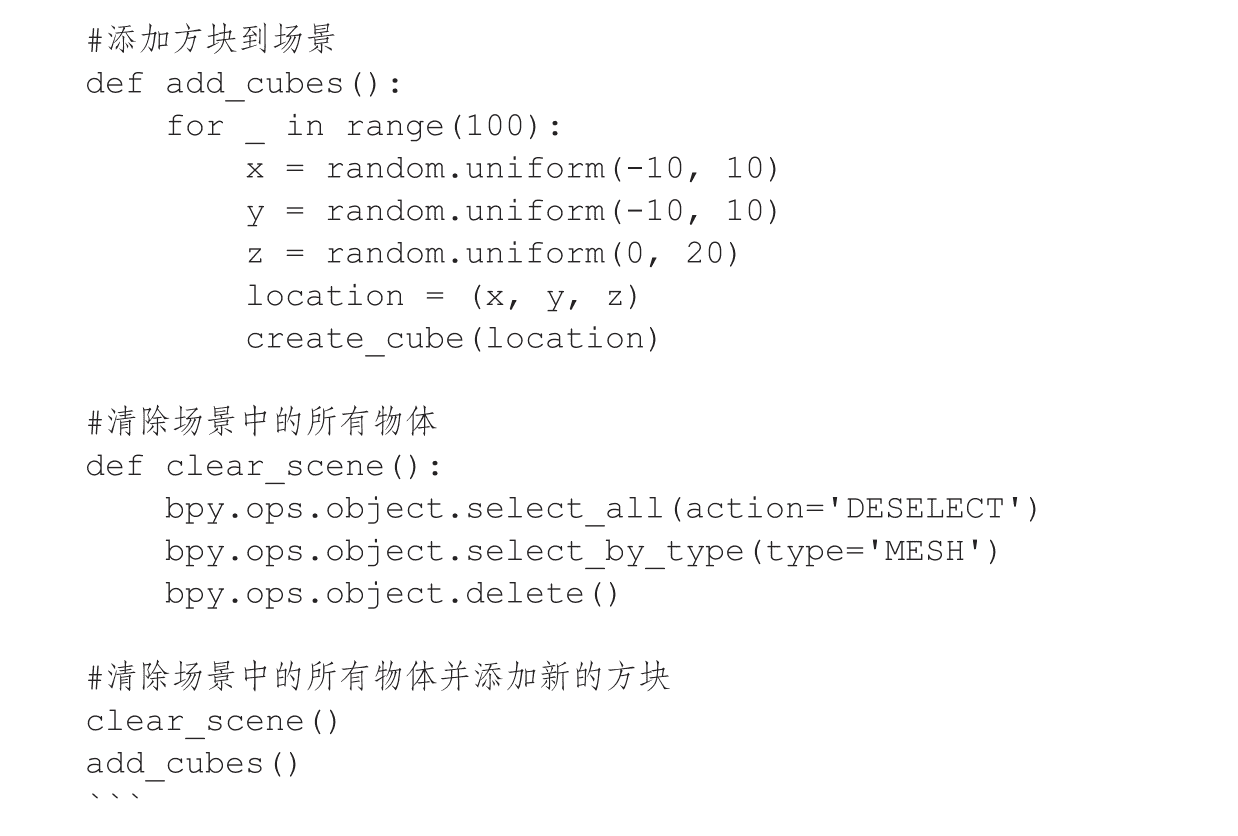 #添加方块到场景
def add_cubes():
    for _ in range(100):
        x = random.uniform(-10, 10)
        y = random.uniform(-10, 10)
        z = random.uniform(0, 20)
        location = (x, y, z)
        create_cube(location)

#清除场景中的所有物体
def clear_scene():
    bpy.ops.object.select_all(action='DESELECT')
    bpy.ops.object.select_by_type(type='MESH')
    bpy.ops.object.delete()

#清除场景中的所有物体并添加新的方块
clear_scene()
add_cubes()
```